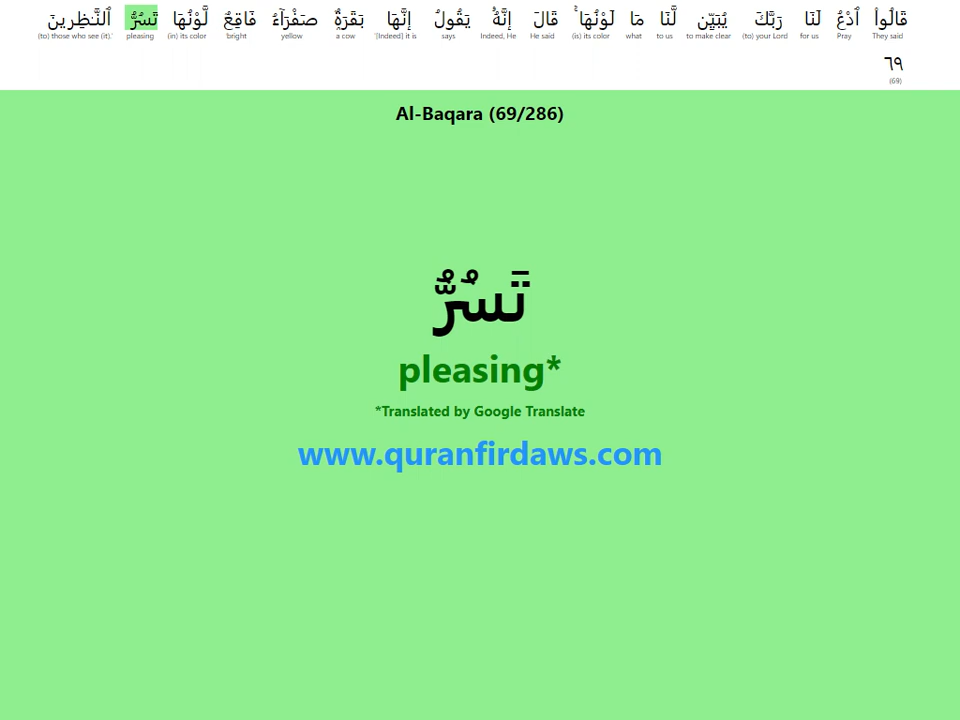 قَالُوا۟ ٱدْعُ لَنَا رَبَّكَ يُبَيِّن لَّنَا مَا لَوْنُهَا ۚ قَالَ إِنَّهُۥ يَقُولُ إِنَّهَا بَقَرَةٌ صَفْرَآءُ فَاقِعٌ لَّوْنُهَا تَسُرُّ ٱلنَّـٰظِرِينَ
(to) those who see (it).' pleasing (in) its color 'bright yellow a cow '[Indeed] it is says Indeed, He He said (is) its color what to us to make clear (to) your Lord for us Pray They said
٦٩
(69)
Al-Baqara (69/286)
تَسُرُّ
pleasing*
*Translated by Google Translate
www.quranfirdaws.com